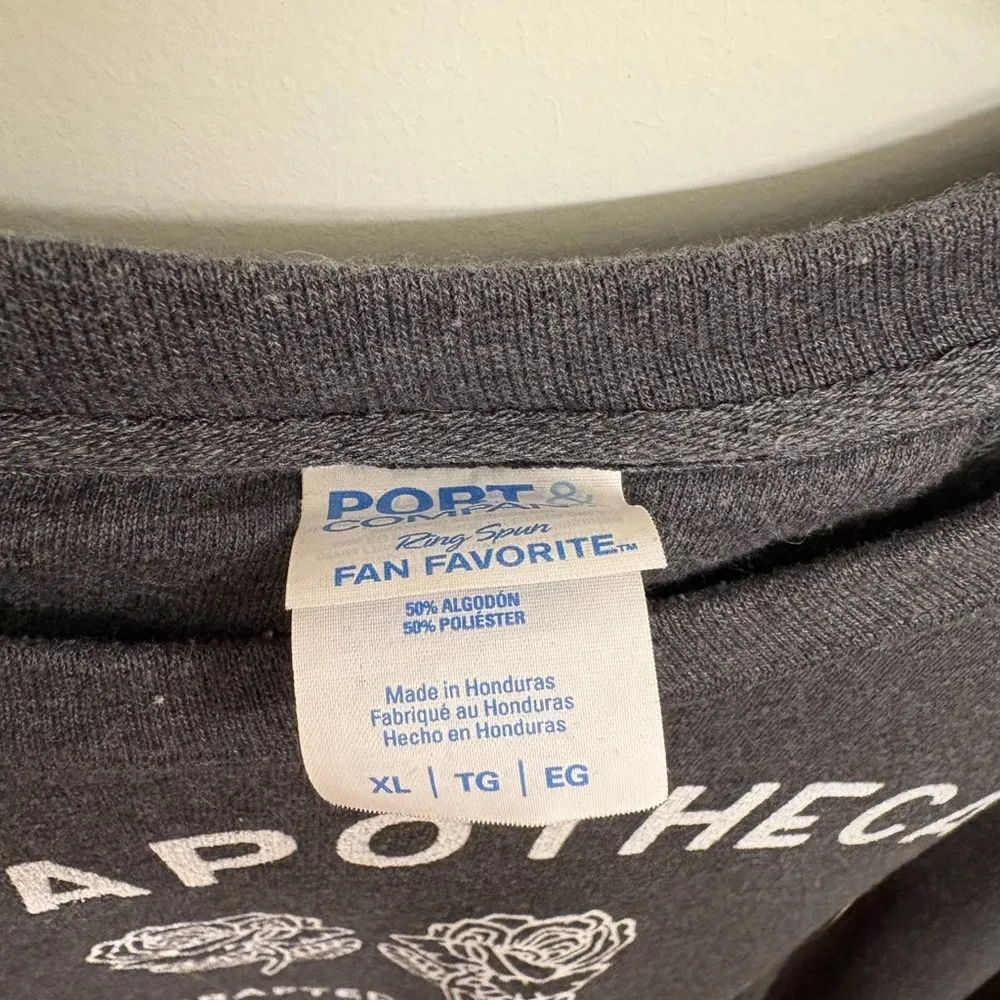 PORT &
COMPANY
Ring Spun
FAN FAVORITE™
50% ALGODÓN
50% POLIÉSTER
Made in Honduras
Fabriqué au Honduras
Hecho en Honduras
XL | TG | EG
APOTHECA